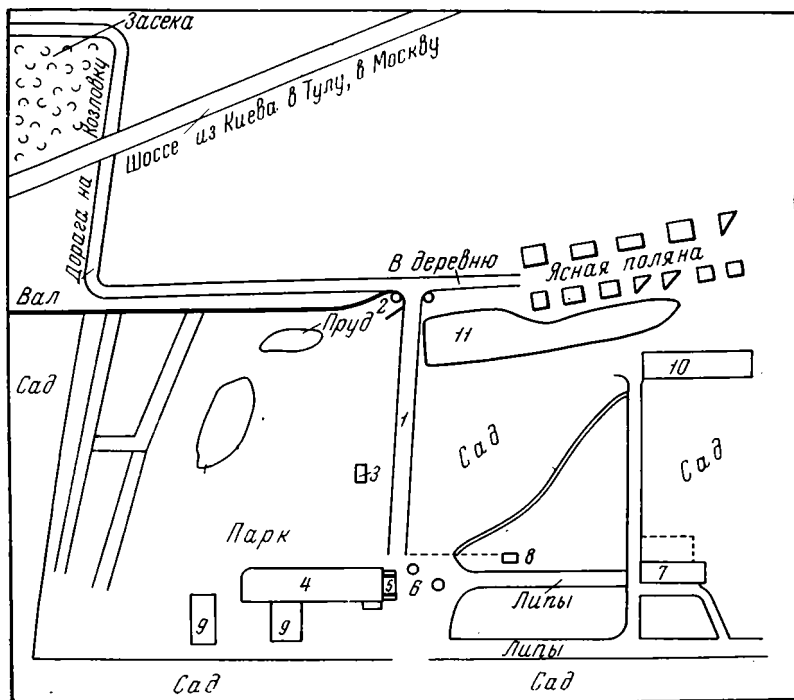 Засека
Дорага на Козловку
Шоссе из Киева в Тулу, в Москву
В деревню
Ясная поляна
Вал
2
Пруд
11
10
Сад
1
Сад
Сад
3
Парк
8
4
5
6
7
Липы
9
9
Липы
Сад
Сад